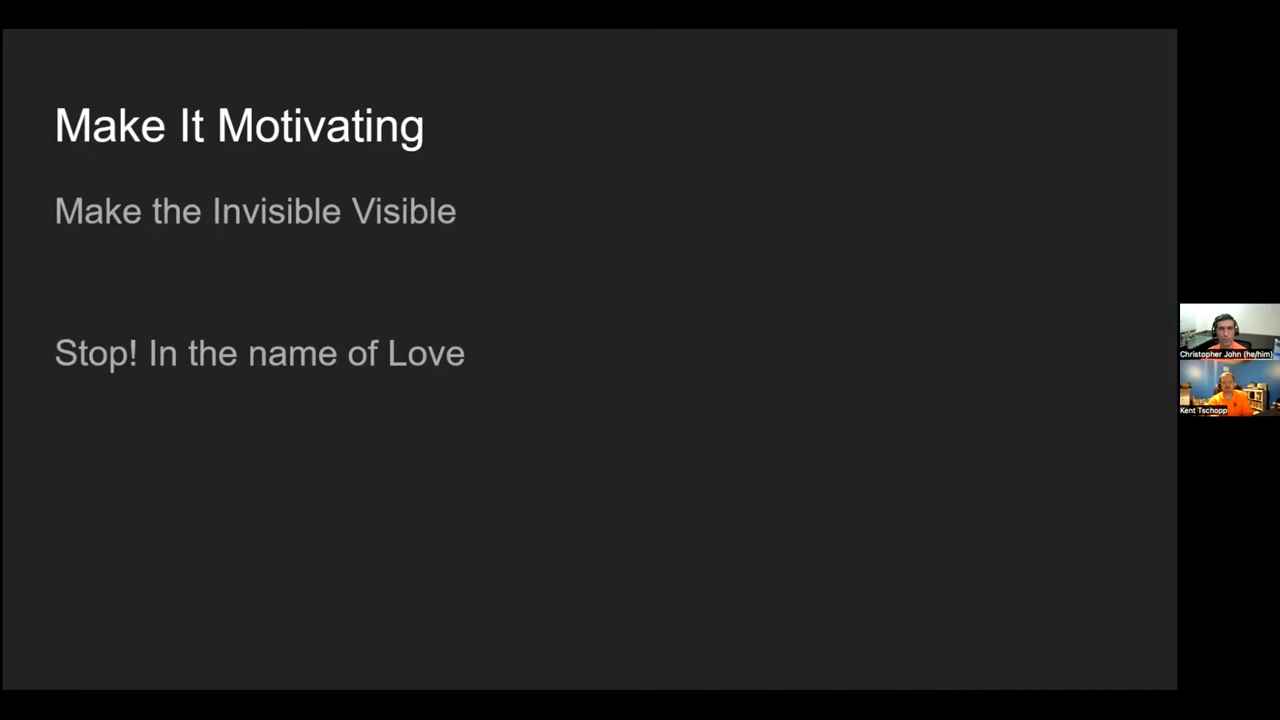 Make It Motivating
Make the Invisible Visible
Stop! In the name of Love
Christopher John (he/him)
Kent Tschopp